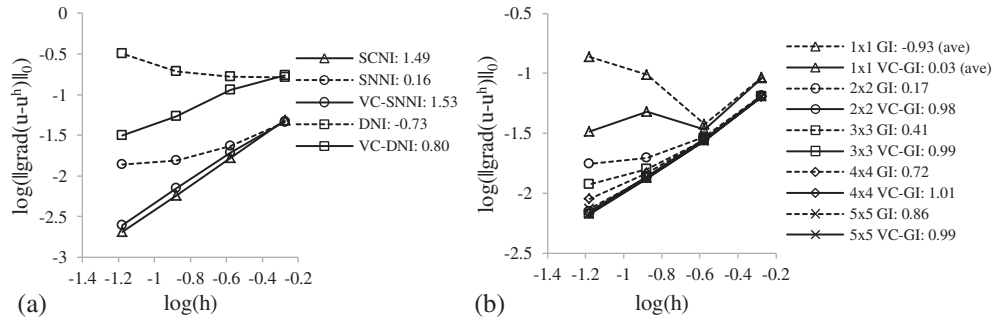 0
-0.5
-1
-1.5
-2
-2.5
-3
log(||grad(u-u^h)||_0)
-1.4 -1.2 -1 -0.8 -0.6 -0.4 -0.2
log(h)
(a)
SCNI: 1.49
SNNI: 0.16
VC-SNNI: 1.53
DNI: -0.73
VC-DNI: 0.80
-0.5
-1
-1.5
-2
-2.5
log(||grad(u-u^h)||_0)
-1.4 -1.2 -1 -0.8 -0.6 -0.4 -0.2
log(h)
(b)
1x1 GI: -0.93 (ave)
1x1 VC-GI: 0.03 (ave)
2x2 GI: 0.17
2x2 VC-GI: 0.98
3x3 GI: 0.41
3x3 VC-GI: 0.99
4x4 GI: 0.72
4x4 VC-GI: 1.01
5x5 GI: 0.86
5x5 VC-GI: 0.99